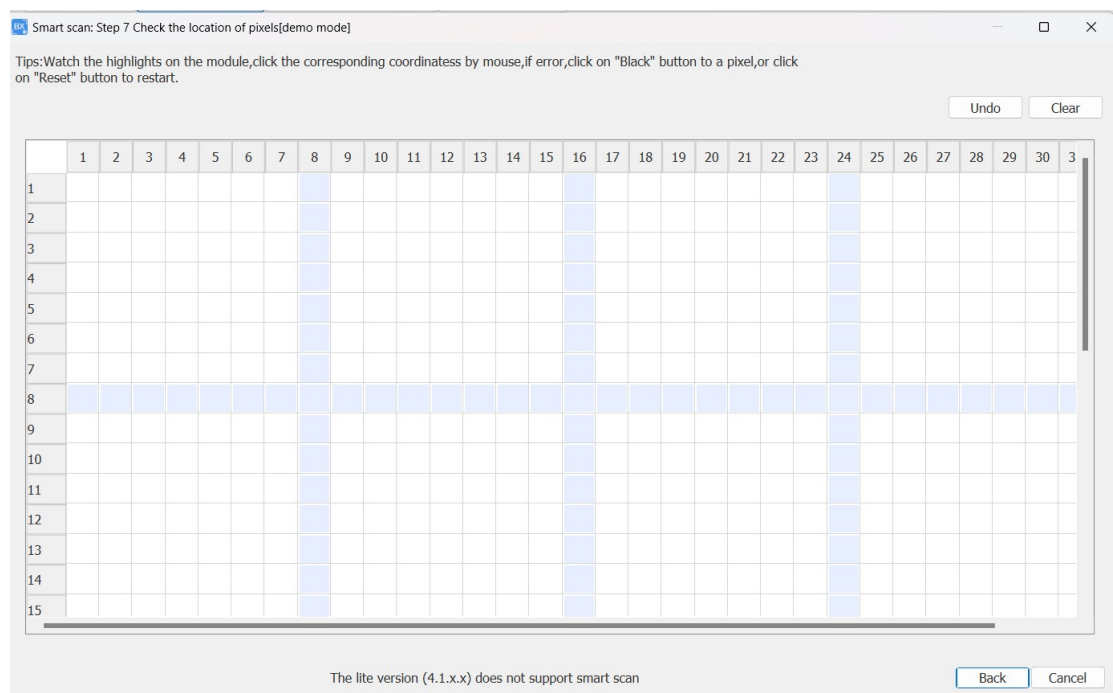 BX Smart scan: Step 7 Check the location of pixels[demo mode]
Tips:Watch the highlights on the module,click the corresponding coordinatess by mouse,if error,click on "Black" button to a pixel,or click
on "Reset" button to restart.
Undo Clear
1 2 3 4 5 6 7 8 9 10 11 12 13 14 15 16 17 18 19 20 21 22 23 24 25 26 27 28 29 30 3
1
2
3
4
5
6
7
8
9
10
11
12
13
14
15
The lite version (4.1.x.x) does not support smart scan
Back Cancel